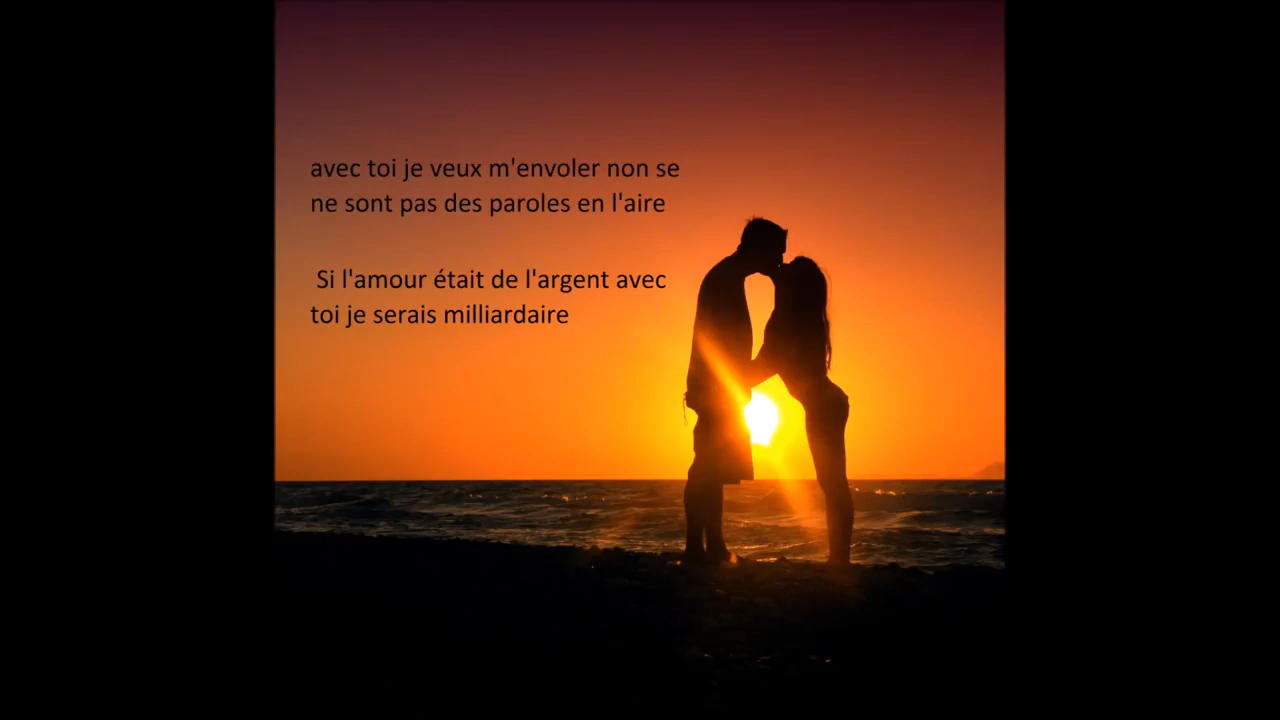 avec toi je veux m'envoler non se
ne sont pas des paroles en l'aire
Si l'amour était de l'argent avec
toi je serais milliardaire